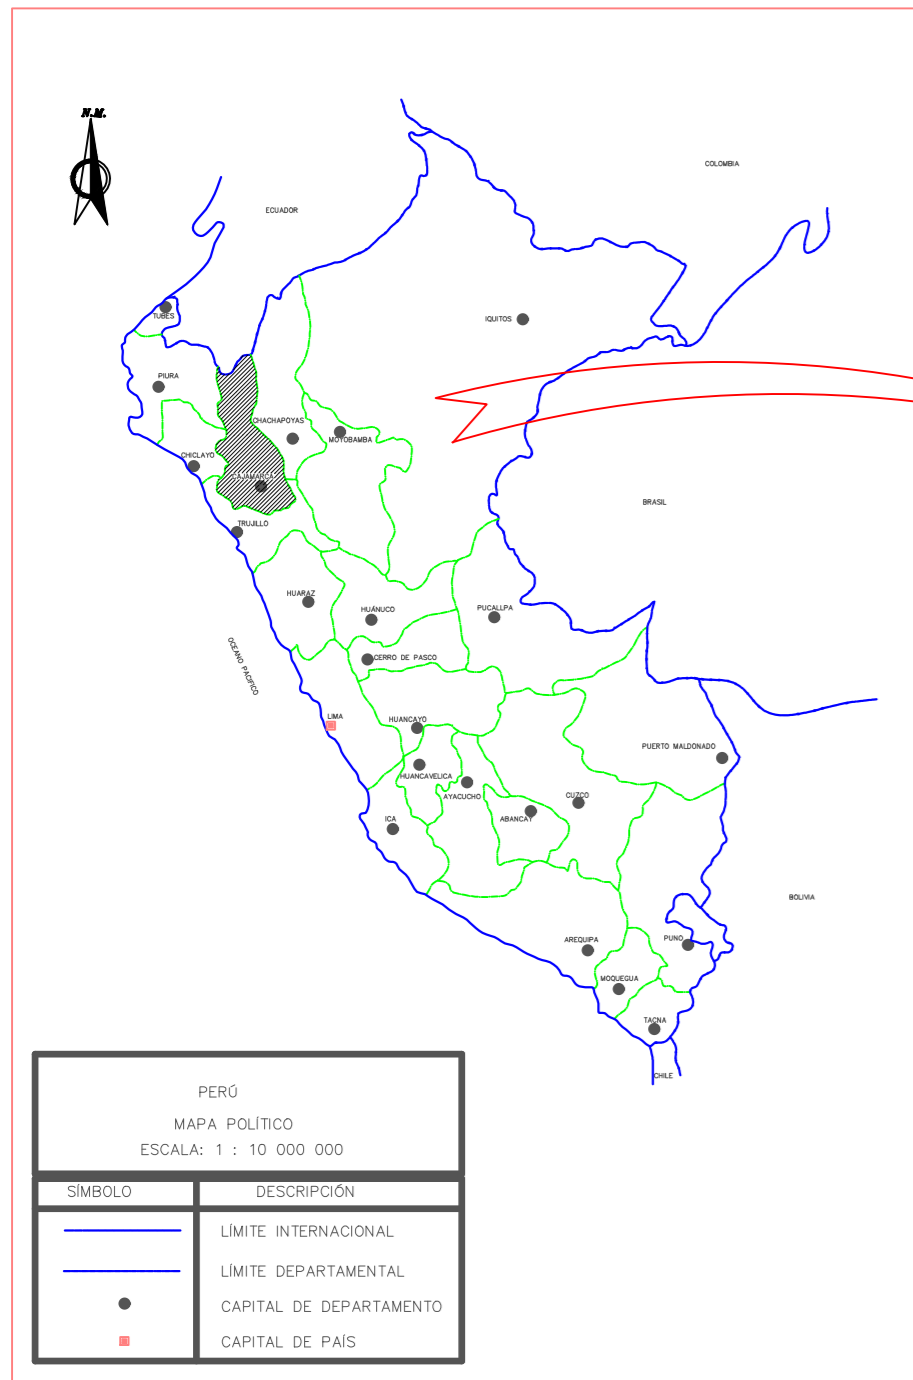 N.M.
COLOMBIA
ECUADOR
TUBES
IQUITOS
PIURA
CHACHAPOYAS
MOYOBAMBA
CHICLAYO
CAJAMARCA
BRASIL
TRUJILLO
HUARAZ
HUÁNUCO
PUCALLPA
OCEANO PACIFICO
CERRO DE PASCO
LIMA
HUANCAYO
PUERTO MALDONADO
HUANCAVELICA
AYACUCHO
CUZCO
ICA
ABANCAY
BOLIVIA
AREQUIPA
PUNO
MOQUEGUA
TACNA
CHILE
PERÚ
MAPA POLÍTICO
ESCALA: 1 : 10 000 000
SÍMBOLO DESCRIPCIÓN
LÍMITE INTERNACIONAL
LÍMITE DEPARTAMENTAL
CAPITAL DE DEPARTAMENTO
CAPITAL DE PAÍS